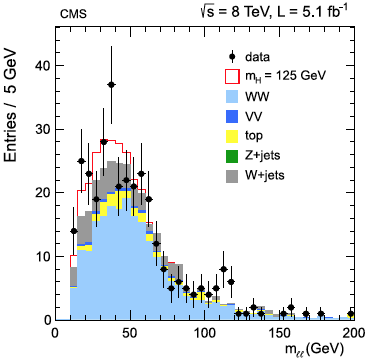 CMS
√s = 8 TeV, L = 5.1 fb⁻¹
Entries / 5 GeV
40
30
20
10
0
data
m_H = 125 GeV
WW
VV
top
Z+jets
W+jets
0 50 100 150 200
m_ℓℓ (GeV)